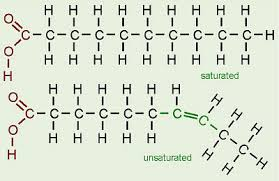 H H H H H H H H H
O C C C C C C C C C C H
O H H H H H H H H H
H saturated
H H H H H H H
O C C C C C C C C H
O H H H H H C C H
H unsaturated H H H